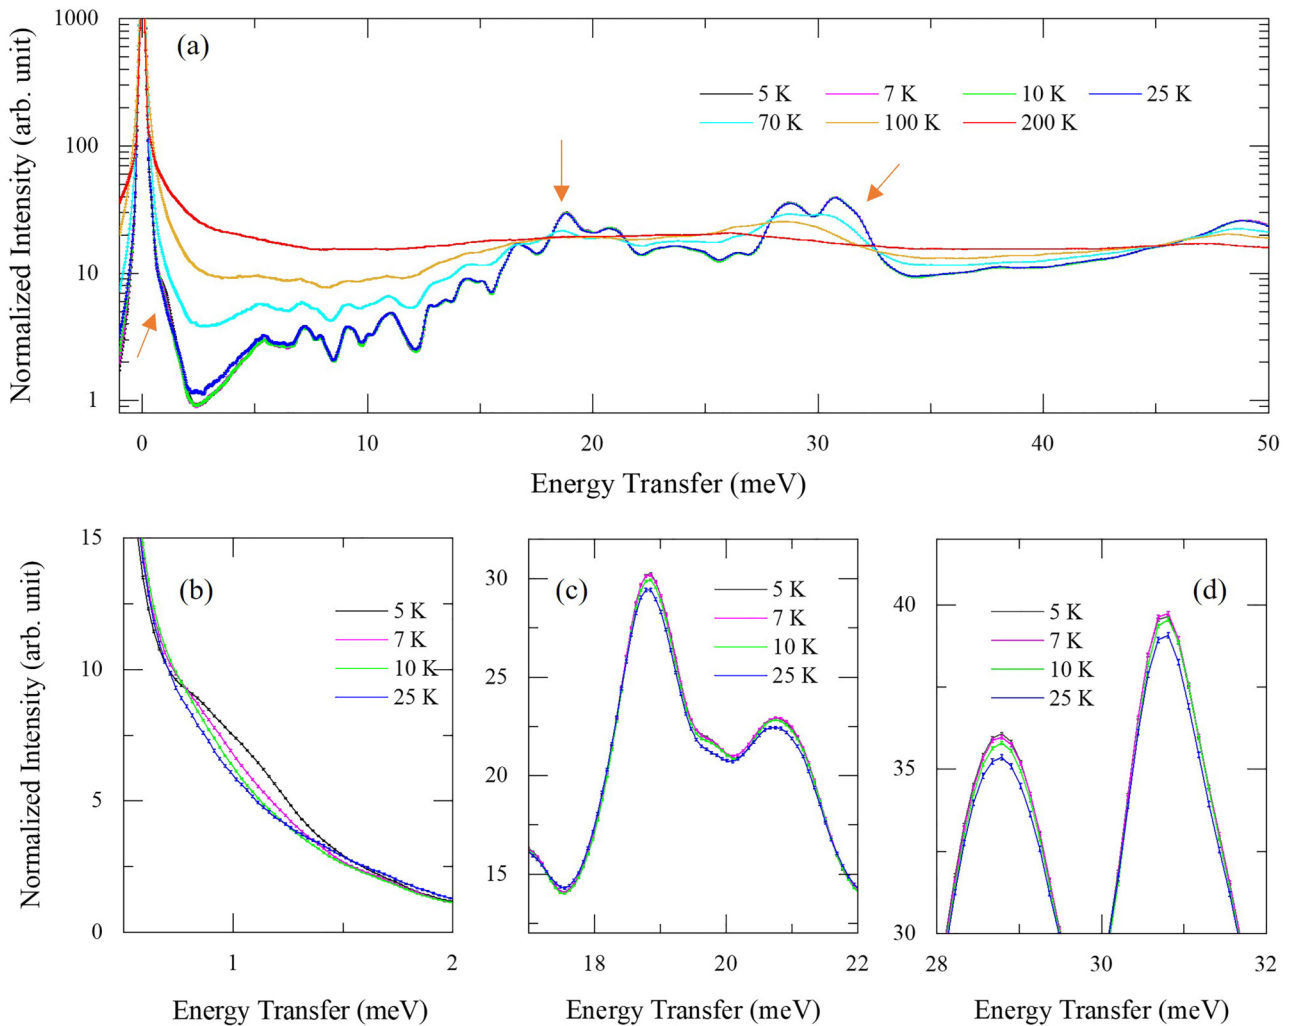 1000
(a)
5 K 7 K 10 K 25 K
70 K 100 K 200 K
100
10
1
Normalized Intensity (arb. unit)
0 10 20 30 40 50
Energy Transfer (meV)
15
10
5
0
Normalized Intensity (arb. unit)
(b)
5 K
7 K
10 K
25 K
1 2
Energy Transfer (meV)
30
25
20
15
(c)
5 K
7 K
10 K
25 K
18 20 22
Energy Transfer (meV)
40
35
30
(d)
5 K
7 K
10 K
25 K
28 30 32
Energy Transfer (meV)